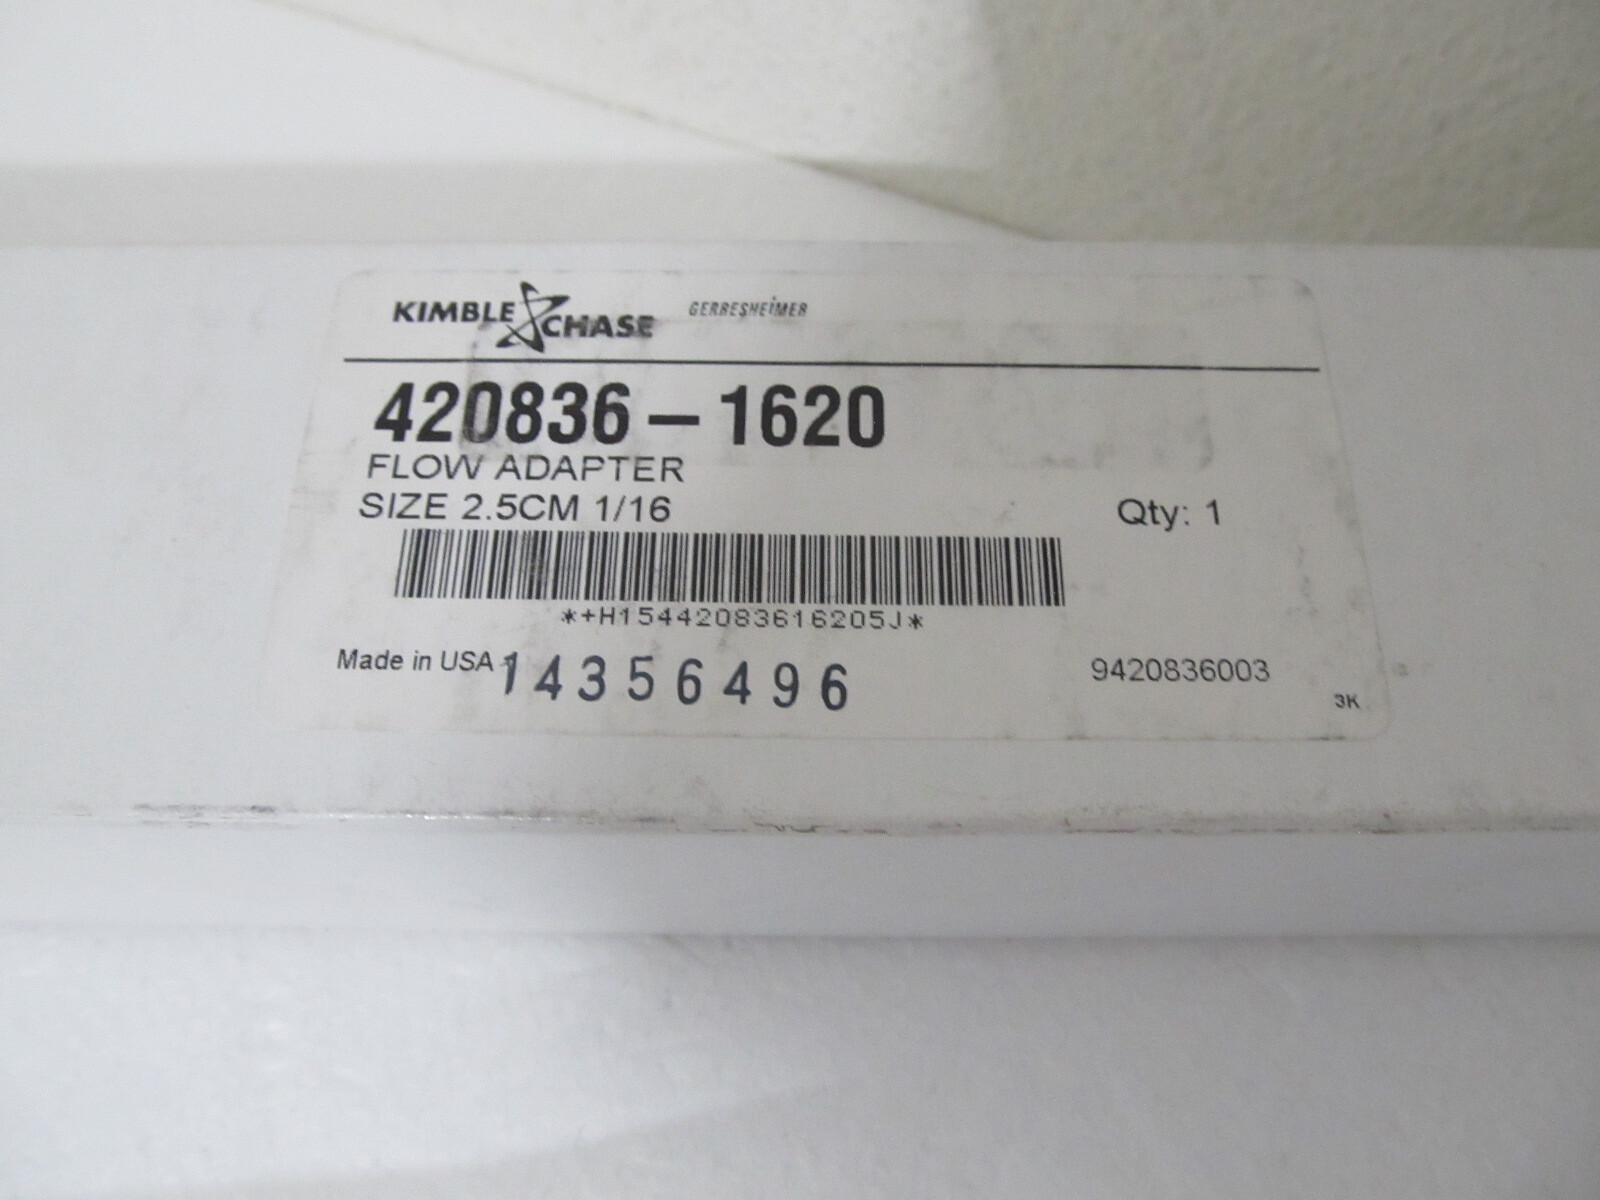 KIMBLE CHASE GERRESHEIMER
420836-1620
FLOW ADAPTER
SIZE 2.5CM 1/16 Qty: 1
*+H15442083616205J*
Made in USA 14356496 9420836003
3K